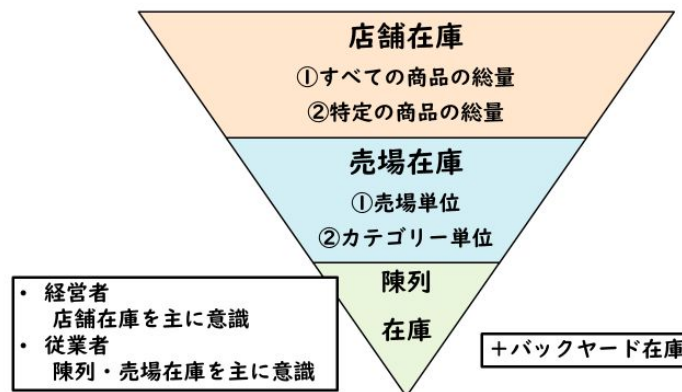 店舗在庫
①すべての商品の総量
②特定の商品の総量
売場在庫
①売場単位
②カテゴリー単位
陳列
在庫
・ 経営者
店舗在庫を主に意識
・ 従業者
陳列・売場在庫を主に意識
＋バックヤード在庫